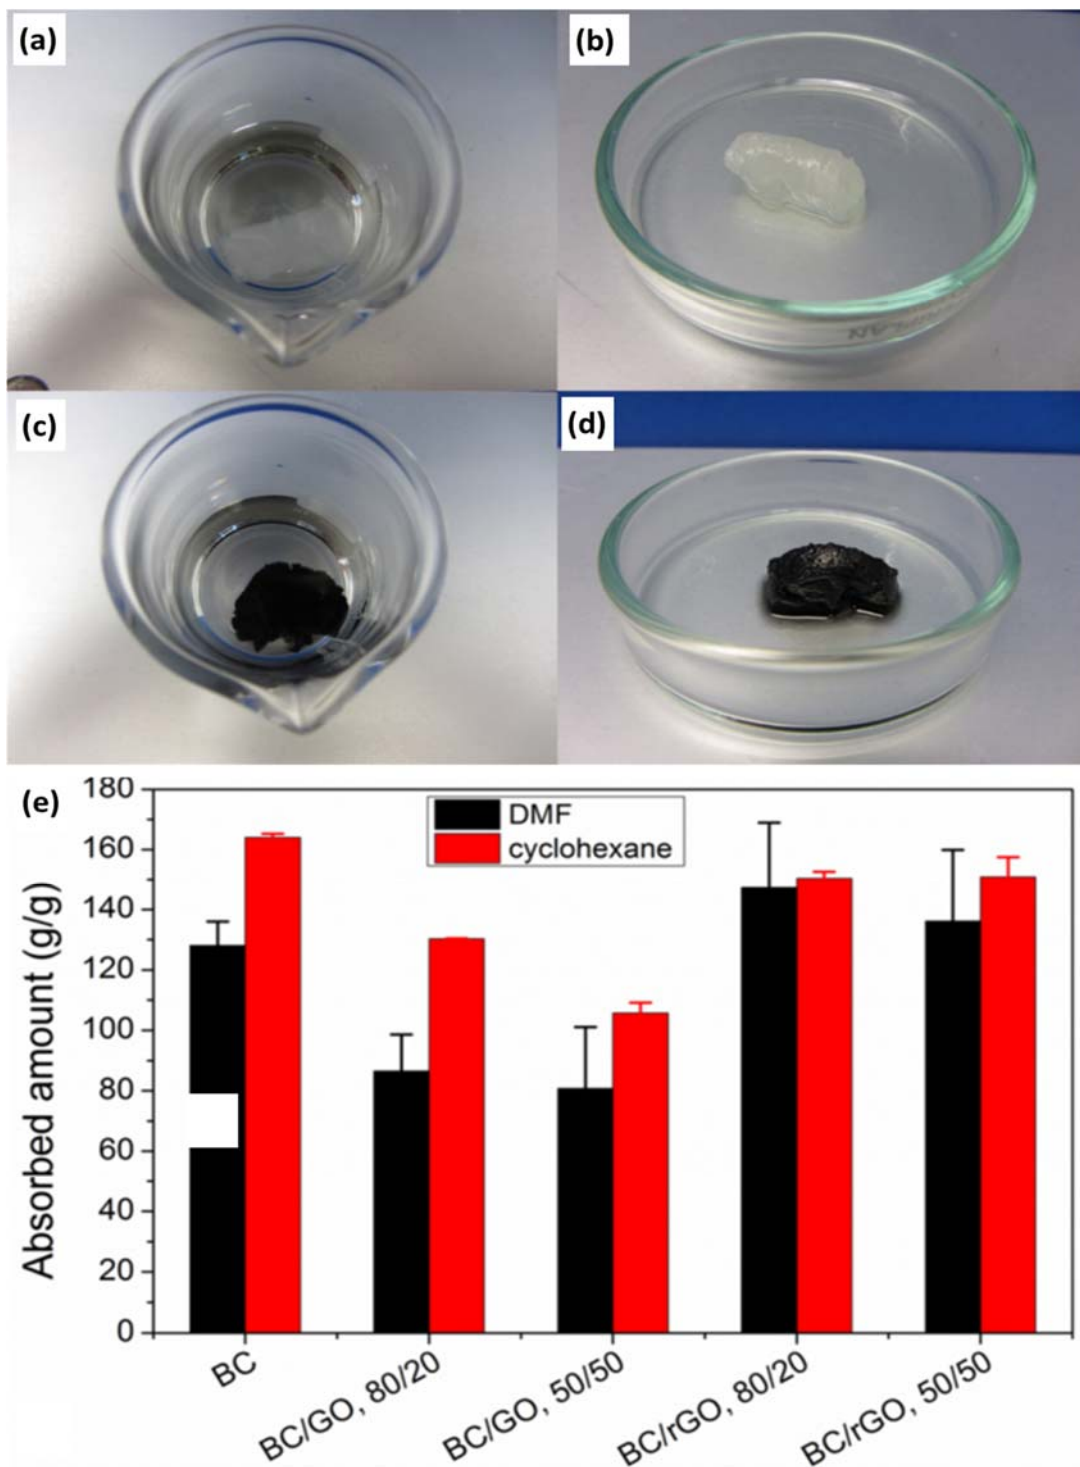 (a)
(b)
(c)
(d)
(e)
180
160
140
120
100
80
60
40
20
0
Absorbed amount (g/g)
DMF
cyclohexane
BC
BC/GO, 80/20
BC/GO, 50/50
BC/rGO, 80/20
BC/rGO, 50/50